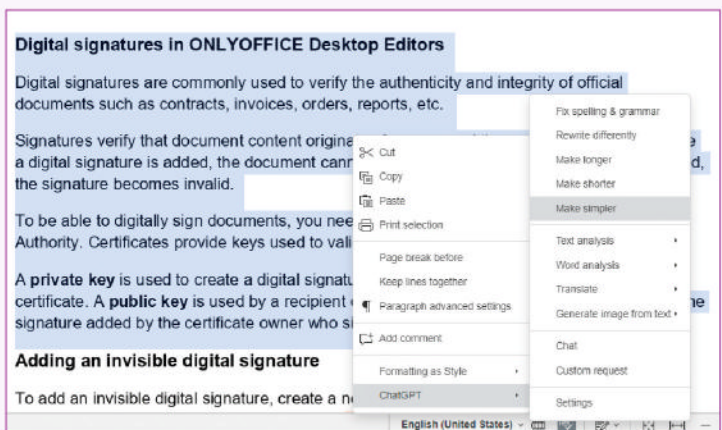 Digital signatures in ONLYOFFICE Desktop Editors
Digital signatures are commonly used to verify the authenticity and integrity of official
documents such as contracts, invoices, orders, reports, etc.
Signatures verify that document content
a digital signature is added, the document
the signature becomes invalid.
To be able to digitally sign documents, you
Authority. Certificates provide keys used to
A private key is used to create a digital
certificate. A public key is used by a recipient
signature added by the certificate owner who
Adding an invisible digital signature
To add an invisible digital signature, create a
Cut
Copy
Paste
Print selection
Page break before
Keep lines together
Paragraph advanced settings
Add comment
Formatting as Style
ChatGPT
Fix spelling & grammar
Rewrite differently
Make longer
Make shorter
Make simpler
Text analysis
Word analysis
Translate
Generate image from text
Chat
Custom request
Settings
English (United States)